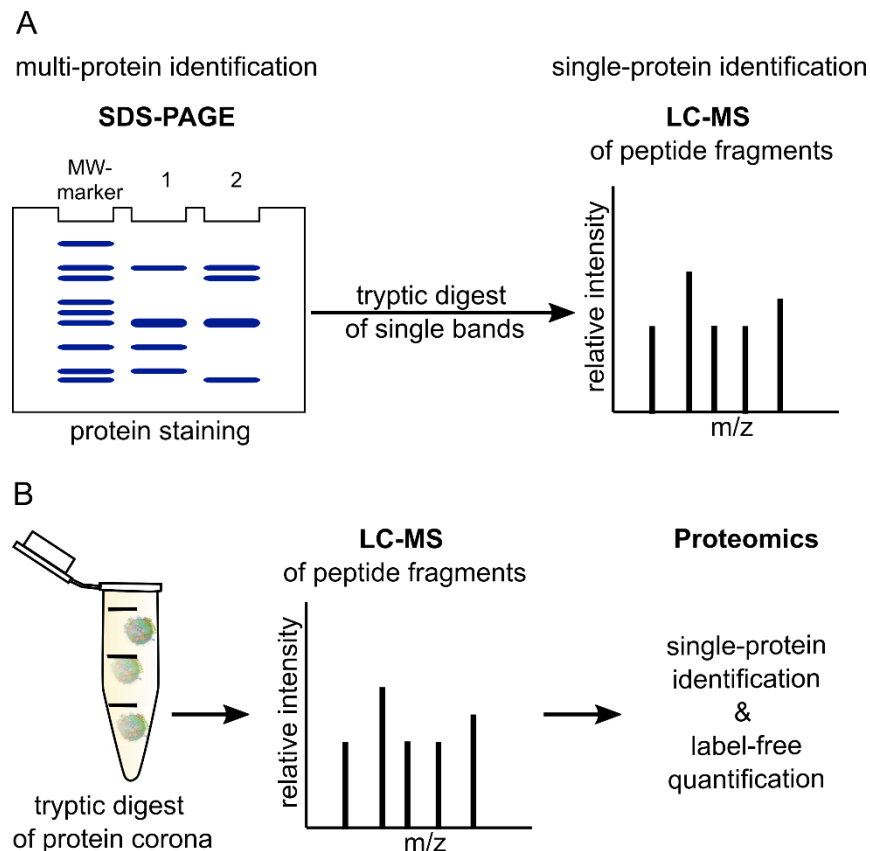 A
multi-protein identification
single-protein identification
SDS-PAGE
LC-MS
of peptide fragments
MW-
marker
1
2
tryptic digest
of single bands
relative intensity
m/z
protein staining
B
LC-MS
of peptide fragments
Proteomics
relative intensity
m/z
single-protein
identification
&
label-free
quantification
tryptic digest
of protein corona